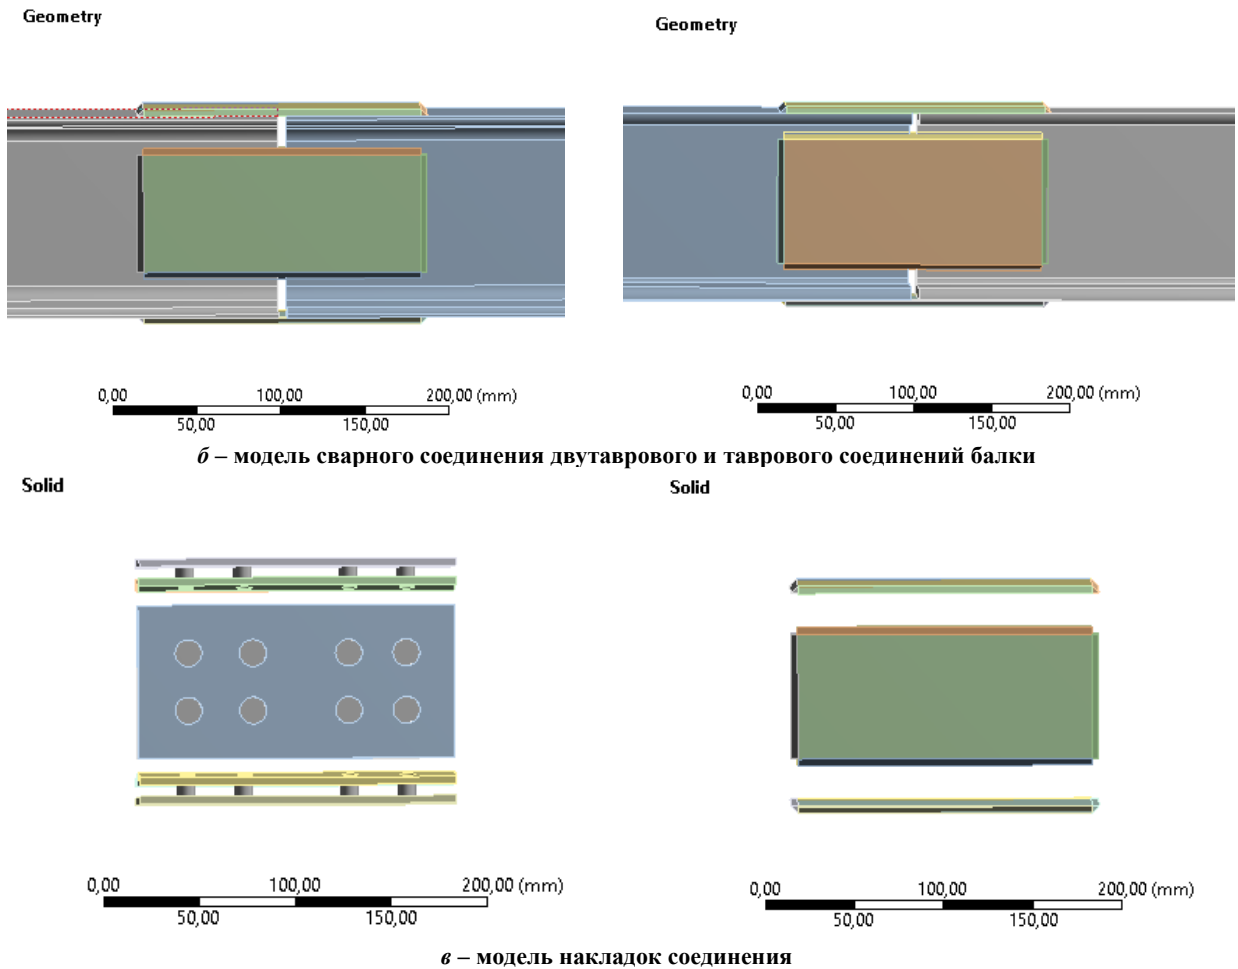 Geometry
Geometry
0,00 100,00 200,00 (mm)
50,00 150,00
0,00 100,00 200,00 (mm)
50,00 150,00
б – модель сварного соединения двутаврового и таврового соединений балки
Solid
Solid
0,00 100,00 200,00 (mm)
50,00 150,00
0,00 100,00 200,00 (mm)
50,00 150,00
в – модель накладок соединения